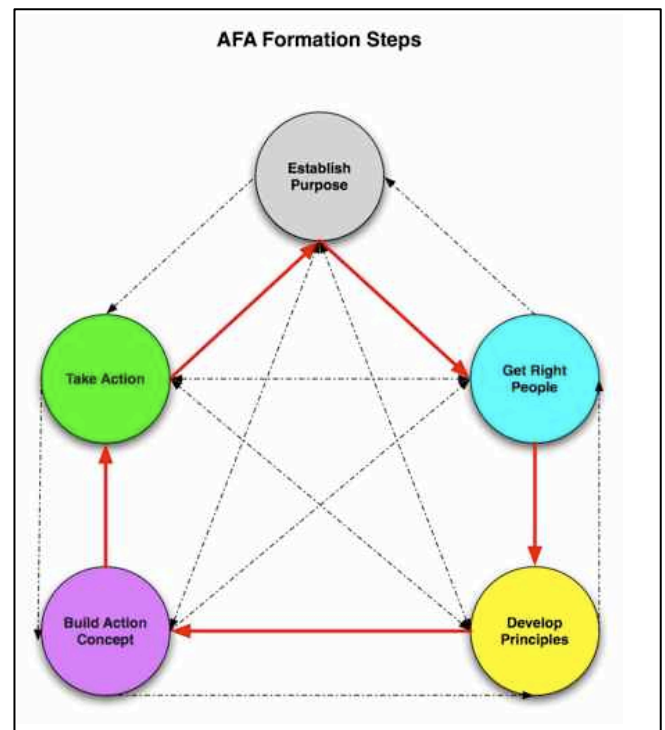 AFA Formation Steps
Establish
Purpose
Take Action
Get Right
People
Build Action
Concept
Develop
Principles